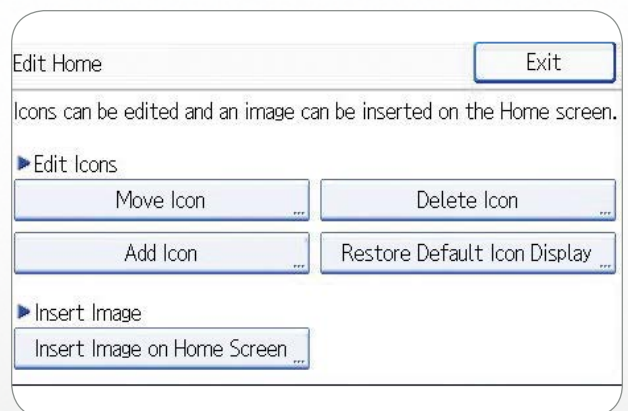 Edit Home Exit
Icons can be edited and an image can be inserted on the Home screen.
▶Edit Icons
Move Icon ... Delete Icon ...
Add Icon ... Restore Default Icon Display ...
▶Insert Image
Insert Image on Home Screen ...